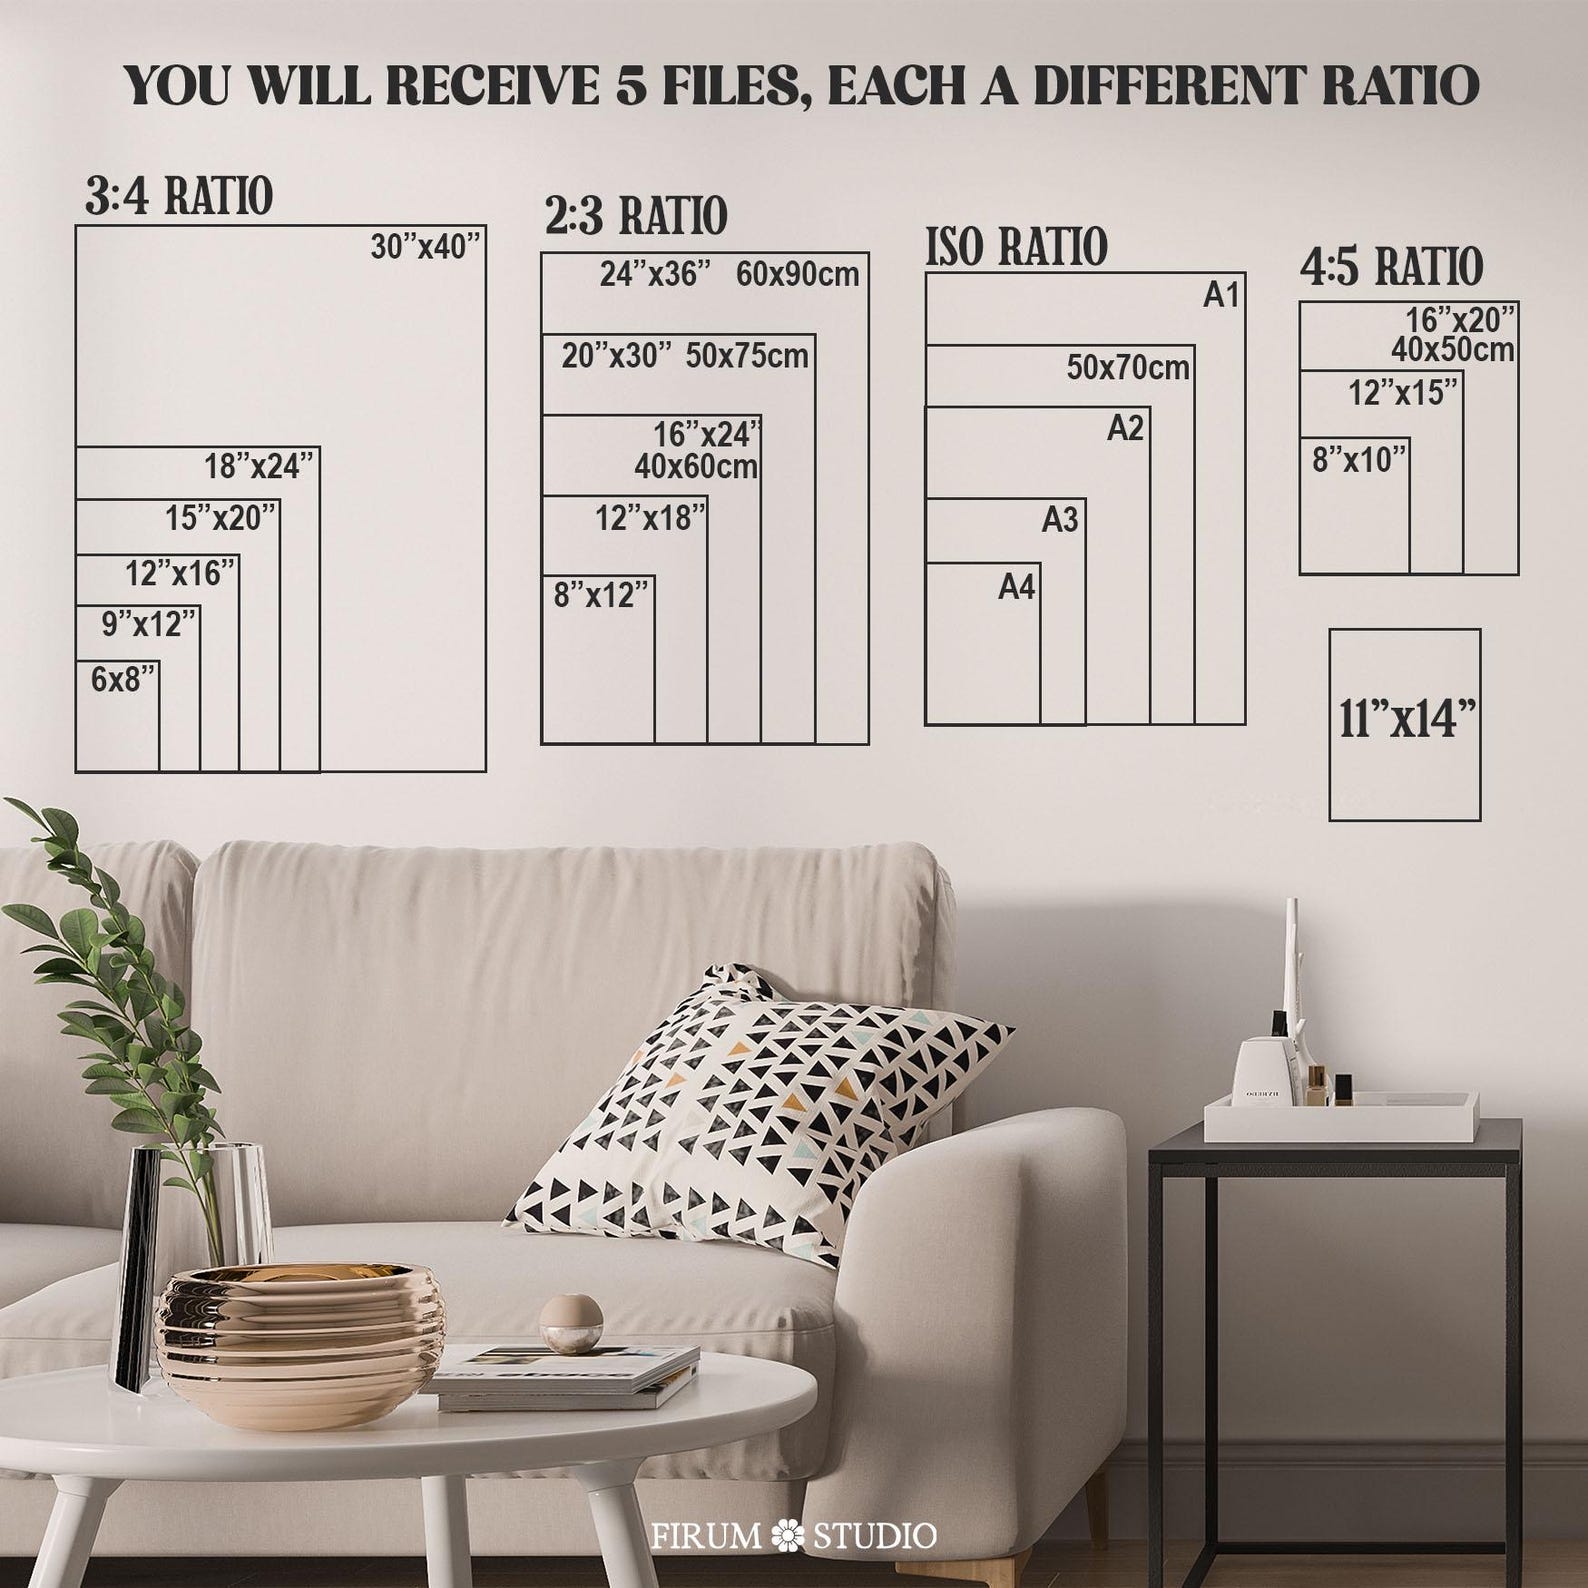 YOU WILL RECEIVE 5 FILES, EACH A DIFFERENT RATIO
3:4 RATIO
30”x40”
18”x24”
15”x20”
12”x16”
9”x12”
6x8”
2:3 RATIO
24”x36” 60x90cm
20”x30” 50x75cm
16”x24”
40x60cm
12”x18”
8”x12”
ISO RATIO
A1
50x70cm
A2
A3
A4
4:5 RATIO
16”x20”
40x50cm
12”x15”
8”x10”
11”x14”
FIRUM STUDIO